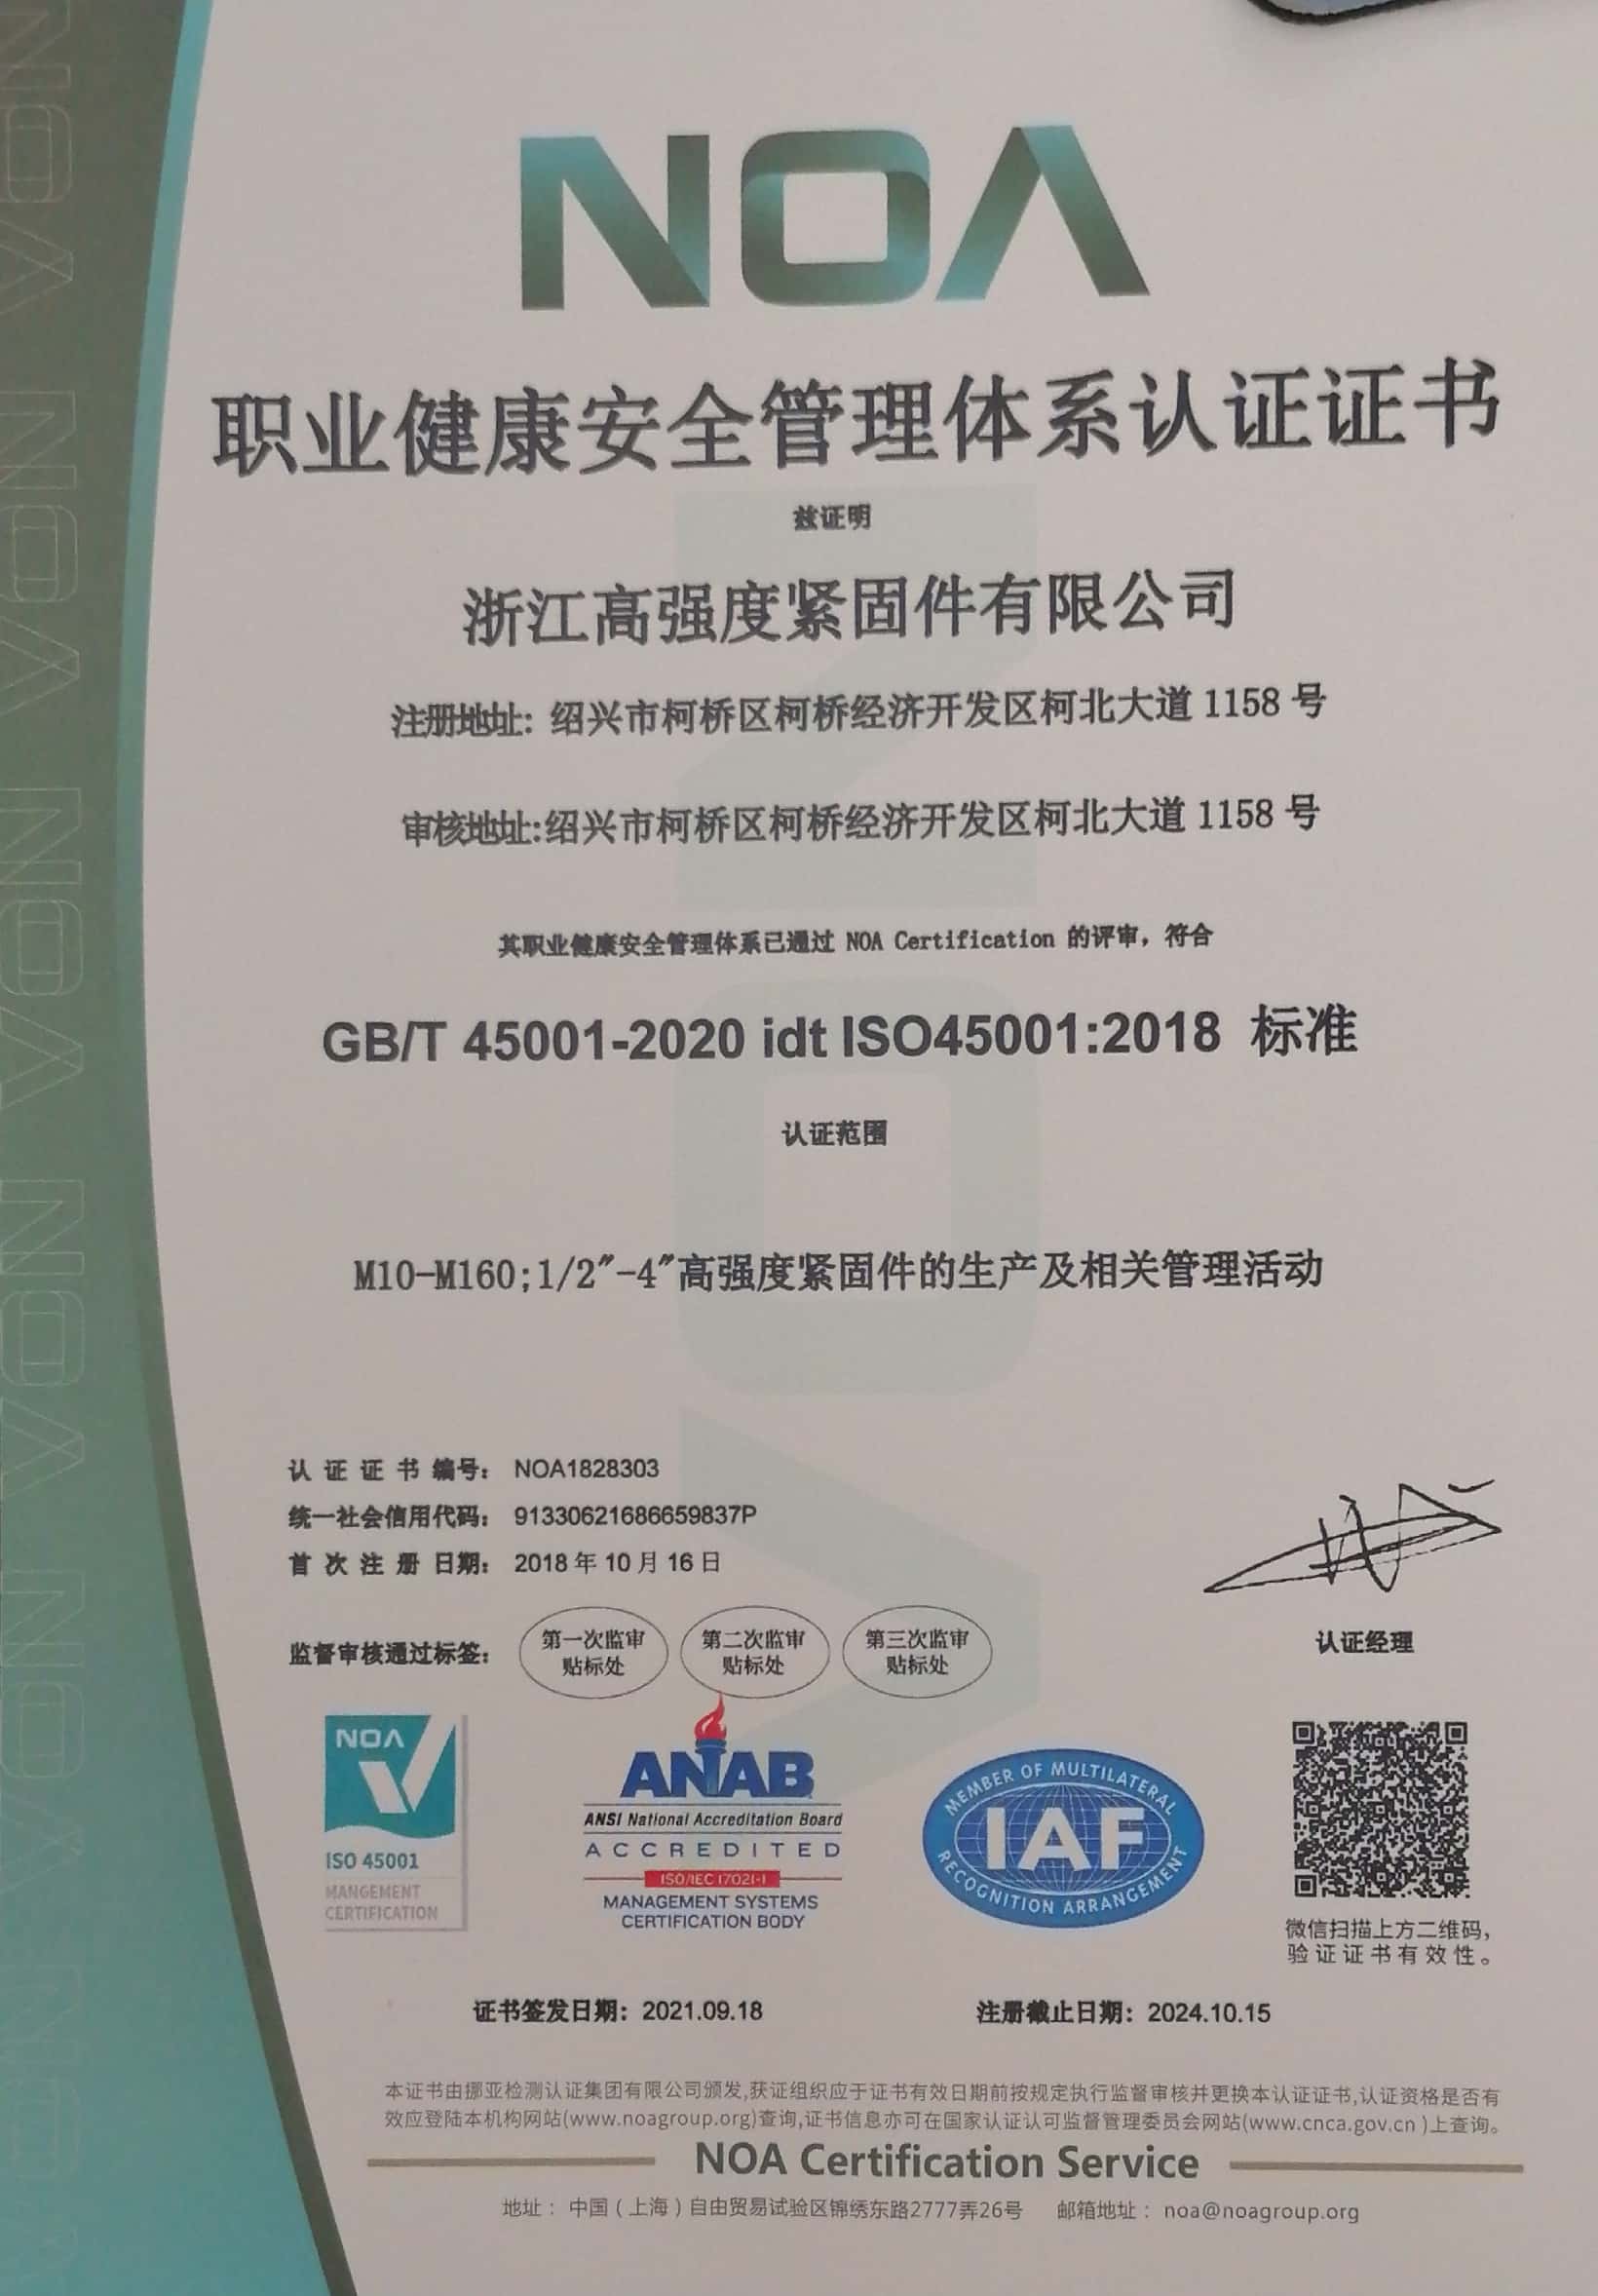 NOA
职业健康安全管理体系认证证书
兹证明
浙江高强度紧固件有限公司
注册地址: 绍兴市柯桥区柯桥经济开发区柯北大道 1158 号
审核地址:绍兴市柯桥区柯桥经济开发区柯北大道 1158 号
其职业健康安全管理体系已通过 NOA Certification 的评审，符合
GB/T 45001-2020 idt ISO45001:2018 标准
认证范围
M10-M160;1/2″-4″高强度紧固件的生产及相关管理活动
认证证书编号： NOA1828303
统一社会信用代码： 91330621686659837P
首次注册日期： 2018 年 10 月 16 日
监督审核通过标签：
第一次监审
贴标处
第二次监审
贴标处
第三次监审
贴标处
认证经理
NOA
ISO 45001
MANGEMENT
CERTIFICATION
ANAB
ANSI National Accreditation Board
ACCREDITED
ISO/IEC 17021-1
MANAGEMENT SYSTEMS
CERTIFICATION BODY
MEMBER OF MULTILATERAL
IAF
RECOGNITION ARRANGEMENT
微信扫描上方二维码，
验证证书有效性。
证书签发日期：2021.09.18
注册截止日期：2024.10.15
本证书由挪亚检测认证集团有限公司颁发,获证组织应于证书有效日期前按规定执行监督审核并更换本认证证书,认证资格是否有
效应登陆本机构网站(www.noagroup.org)查询,证书信息亦可在国家认证认可监督管理委员会网站(www.cnca.gov.cn )上查询。
NOA Certification Service
地址： 中国（上海）自由贸易试验区锦绣东路2777弄26号 邮箱地址： noa@noagroup.org